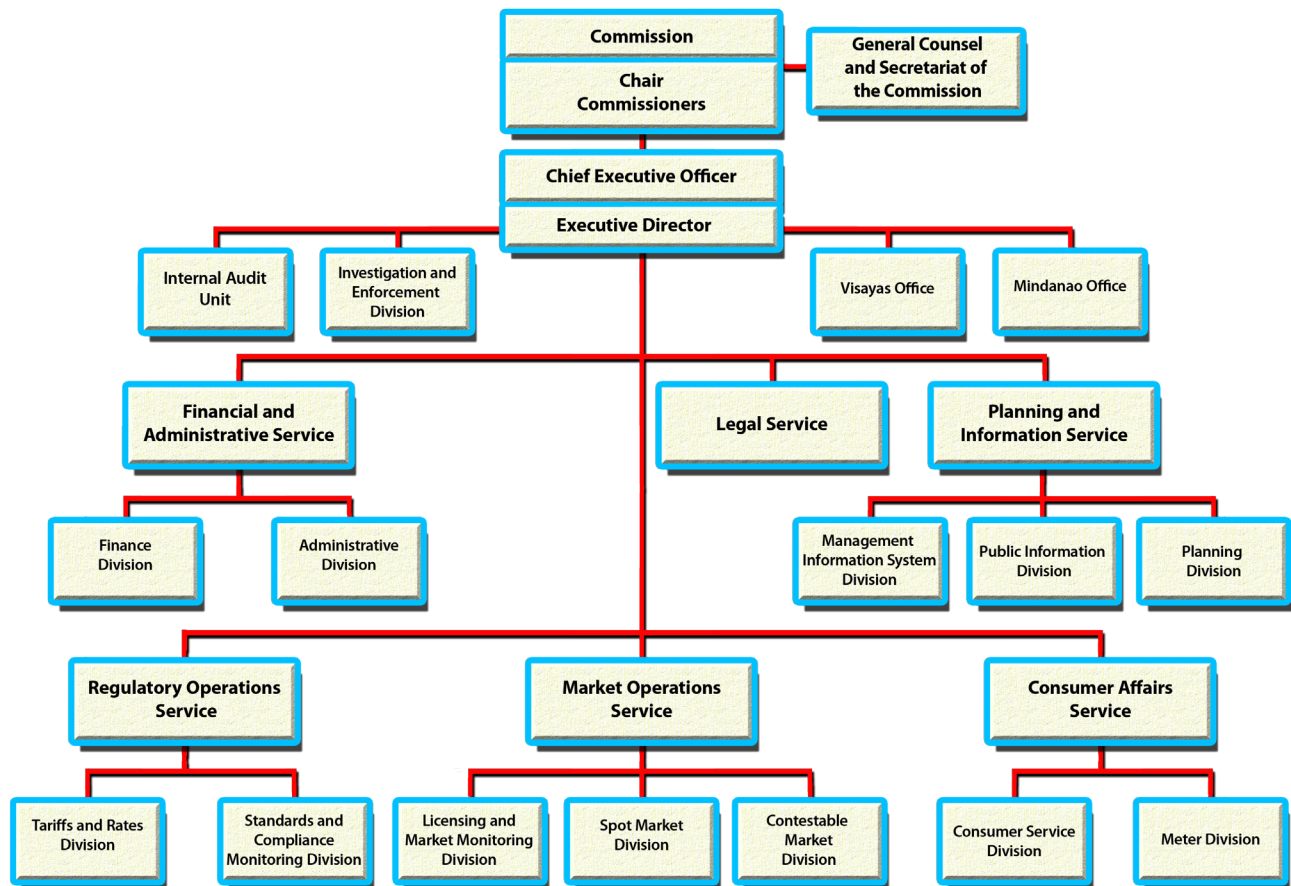 Commission
General Counsel
and Secretariat of
the Commission
Chair
Commissioners
Chief Executive Officer
Executive Director
Internal Audit
Unit
Investigation and
Enforcement
Division
Visayas Office
Mindanao Office
Financial and
Administrative Service
Legal Service
Planning and
Information Service
Finance
Division
Administrative
Division
Management
Information System
Division
Public Information
Division
Planning
Division
Regulatory Operations
Service
Market Operations
Service
Consumer Affairs
Service
Tariffs and Rates
Division
Standards and
Compliance
Monitoring Division
Licensing and
Market Monitoring
Division
Spot Market
Division
Contestable
Market
Division
Consumer Service
Division
Meter Division